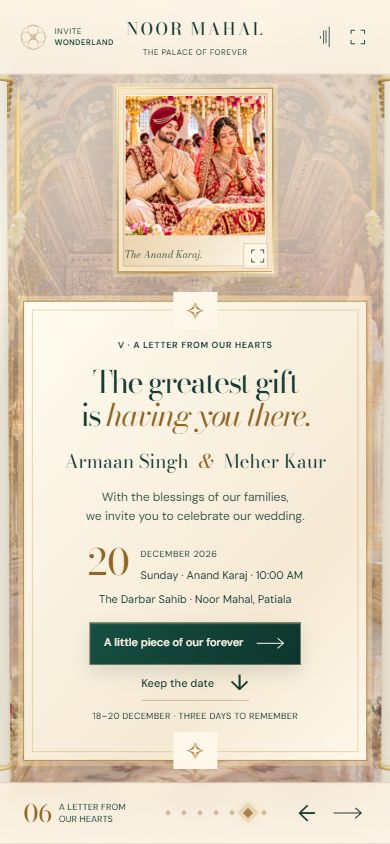 INVITE
WONDERLAND
NOOR MAHAL
THE PALACE OF FOREVER
The Anand Karaj.
V · A LETTER FROM OUR HEARTS
The greatest gift
is having you there.
Armaan Singh & Meher Kaur
With the blessings of our families,
we invite you to celebrate our wedding.
20
DECEMBER 2026
Sunday · Anand Karaj · 10:00 AM
The Darbar Sahib · Noor Mahal, Patiala
A little piece of our forever
Keep the date
18–20 DECEMBER · THREE DAYS TO REMEMBER
06
A LETTER FROM
OUR HEARTS